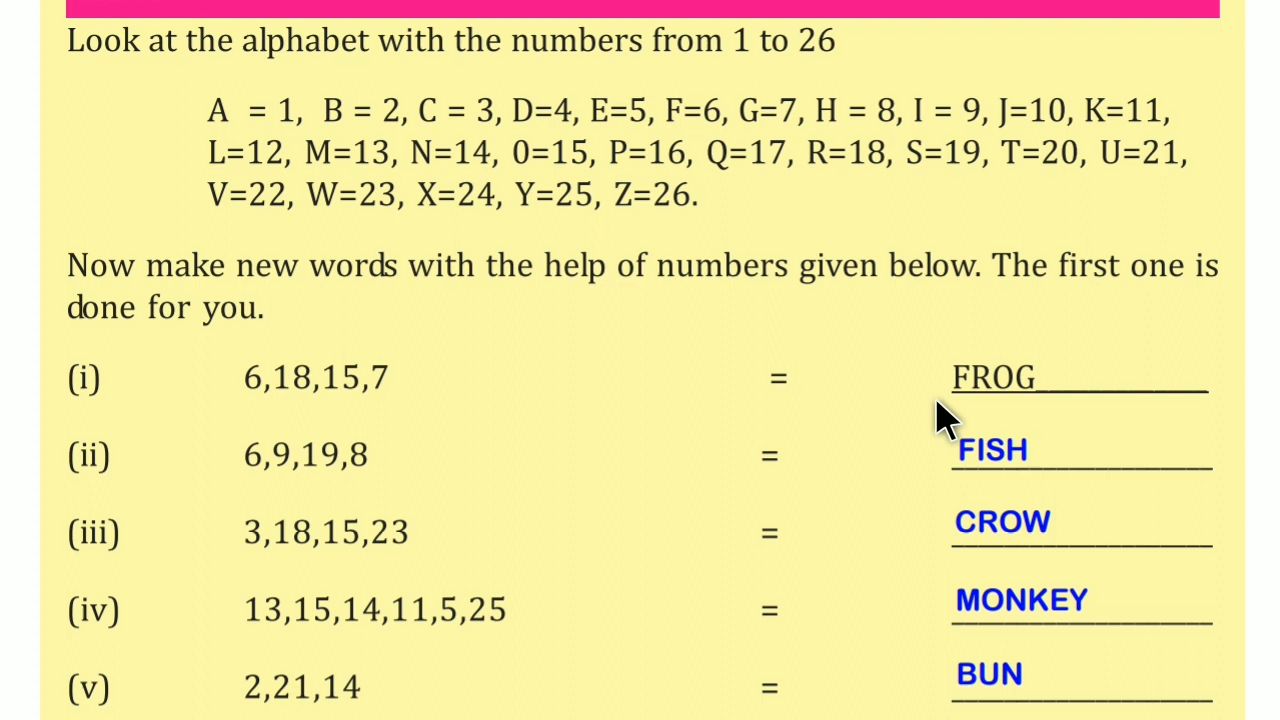 Look at the alphabet with the numbers from 1 to 26
A = 1, B = 2, C = 3, D=4, E=5, F=6, G=7, H = 8, I = 9, J=10, K=11,
L=12, M=13, N=14, 0=15, P=16, Q=17, R=18, S=19, T=20, U=21,
V=22, W=23, X=24, Y=25, Z=26.
Now make new words with the help of numbers given below. The first one is
done for you.
(i) 6,18,15,7 = FROG
(ii) 6,9,19,8 = FISH
(iii) 3,18,15,23 = CROW
(iv) 13,15,14,11,5,25 = MONKEY
(v) 2,21,14 = BUN